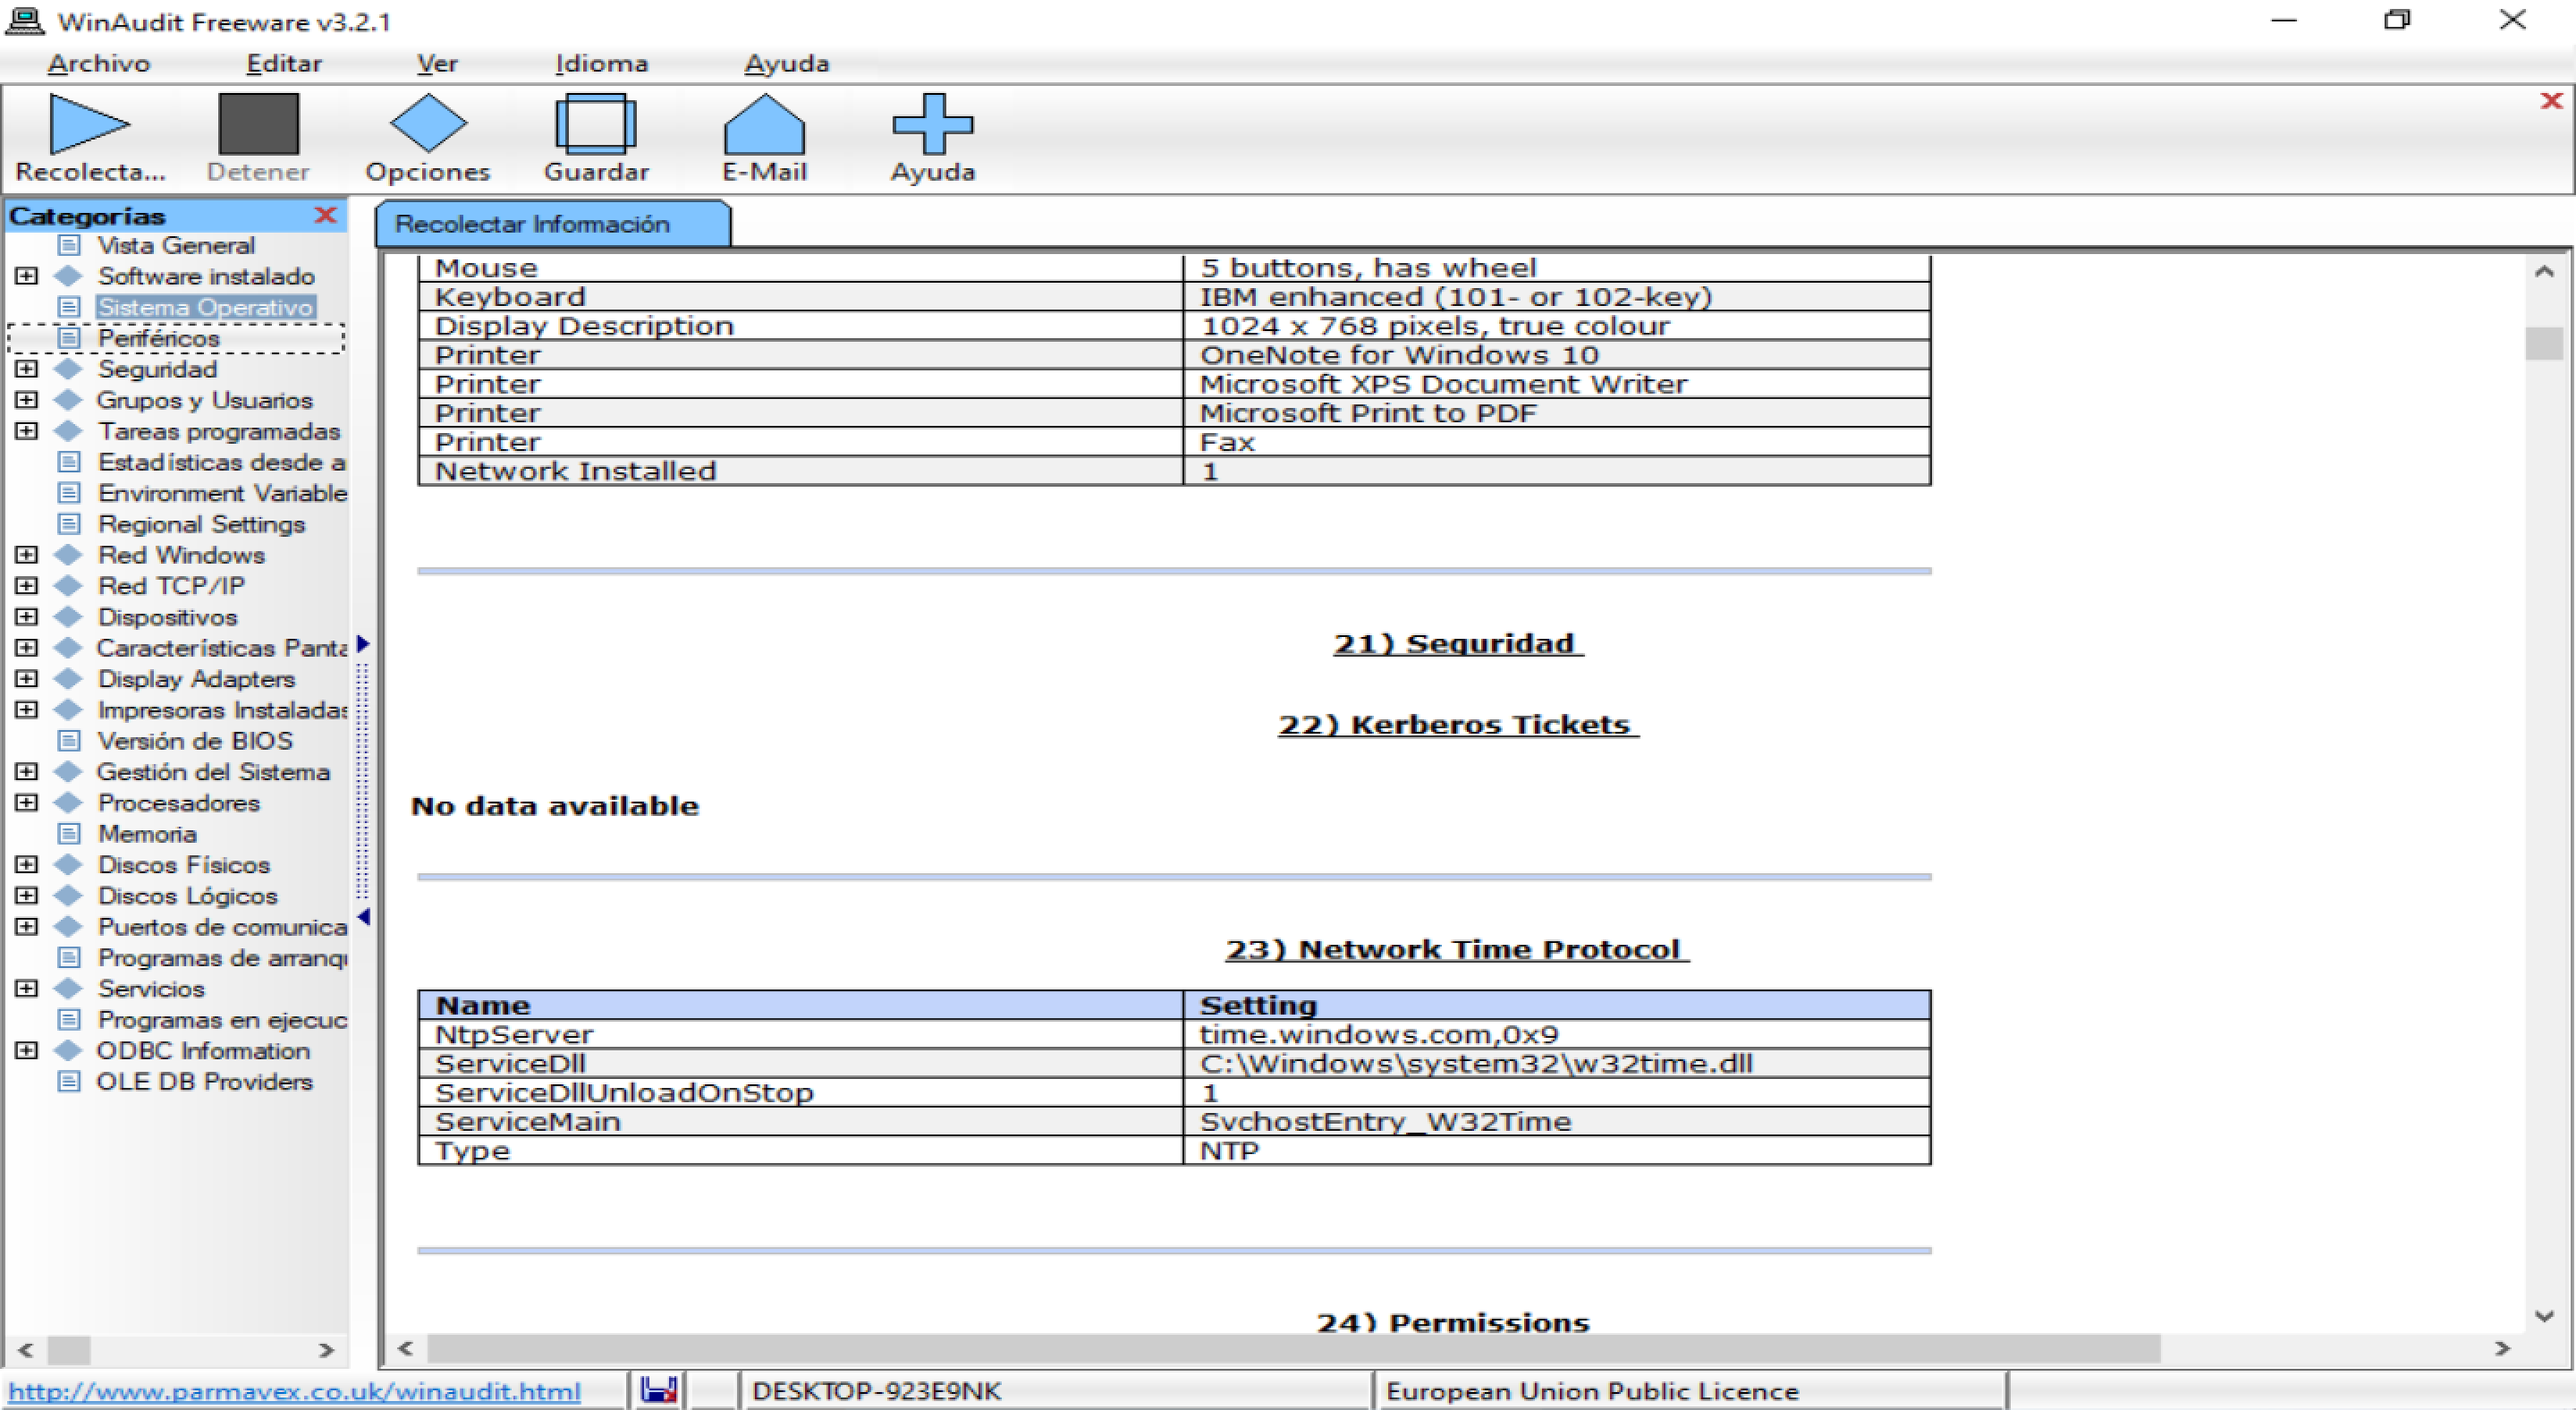 WinAudit Freeware v3.2.1
Archivo Editar Ver Idioma Ayuda
Recolecta... Detener Opciones Guardar E-Mail Ayuda
Categorías
Vista General
Software instalado
Sistema Operativo
Periféricos
Seguridad
Grupos y Usuarios
Tareas programadas
Estadísticas desde a
Environment Variable
Regional Settings
Red Windows
Red TCP/IP
Dispositivos
Características Panta
Display Adapters
Impresoras Instaladas
Versión de BIOS
Gestión del Sistema
Procesadores
Memoria
Discos Físicos
Discos Lógicos
Puertos de comunica
Programas de arranqu
Servicios
Programas en ejecuc
ODBC Information
OLE DB Providers
Recolectar Información
Mouse 5 buttons, has wheel
Keyboard IBM enhanced (101- or 102-key)
Display Description 1024 x 768 pixels, true colour
Printer OneNote for Windows 10
Printer Microsoft XPS Document Writer
Printer Microsoft Print to PDF
Printer Fax
Network Installed 1
21) Seguridad
22) Kerberos Tickets
No data available
23) Network Time Protocol
Name Setting
NtpServer time.windows.com,0x9
ServiceDll C:\Windows\system32\w32time.dll
ServiceDllUnloadOnStop 1
ServiceMain SvchostEntry_W32Time
Type NTP
24) Permissions
http://www.parmavex.co.uk/winaudit.html DESKTOP-923E9NK European Union Public Licence